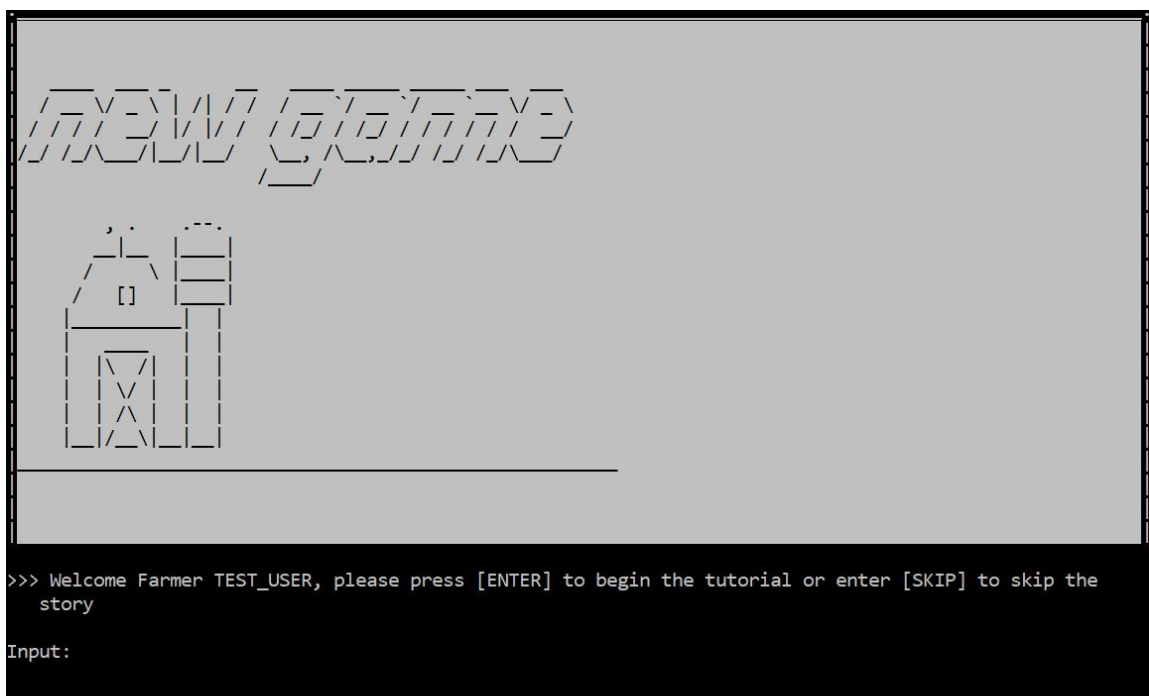 new game
[]
>>> Welcome Farmer TEST_USER, please press [ENTER] to begin the tutorial or enter [SKIP] to skip the
story
Input: